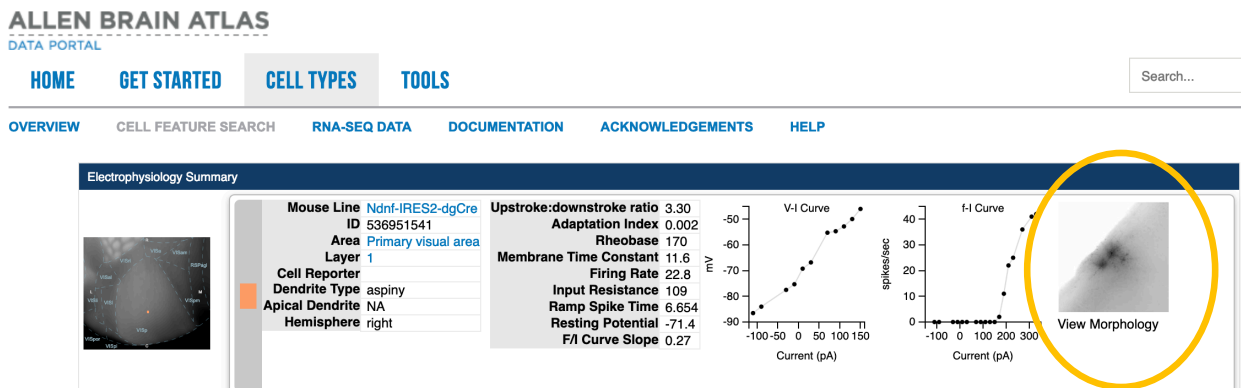 ALLEN BRAIN ATLAS
DATA PORTAL
HOME GET STARTED CELL TYPES TOOLS
Search...
OVERVIEW CELL FEATURE SEARCH RNA-SEQ DATA DOCUMENTATION ACKNOWLEDGEMENTS HELP
Electrophysiology Summary
Mouse Line Ndnf-IRES2-dgCre
ID 536951541
Area Primary visual area
Layer 1
Cell Reporter
Dendrite Type aspiny
Apical Dendrite NA
Hemisphere right
Upstroke:downstroke ratio 3.30
Adaptation Index 0.002
Rheobase 170
Membrane Time Constant 11.6
Firing Rate 22.8
Input Resistance 109
Ramp Spike Time 6.654
Resting Potential -71.4
F/I Curve Slope 0.27
V-I Curve
-50
-60
-70
-80
-90
mV
-100 -50 0 50 100 150
Current (pA)
f-I Curve
40
30
20
10
0
spikes/sec
-100 0 100 200 300
Current (pA)
View Morphology
VISp